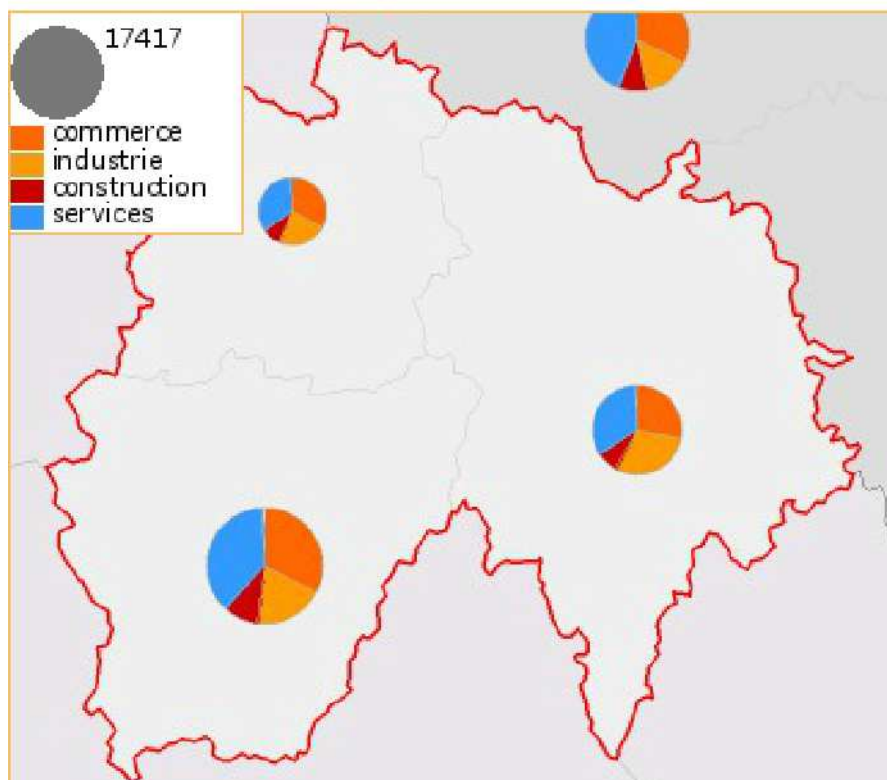 17417
commerce
industrie
construction
services